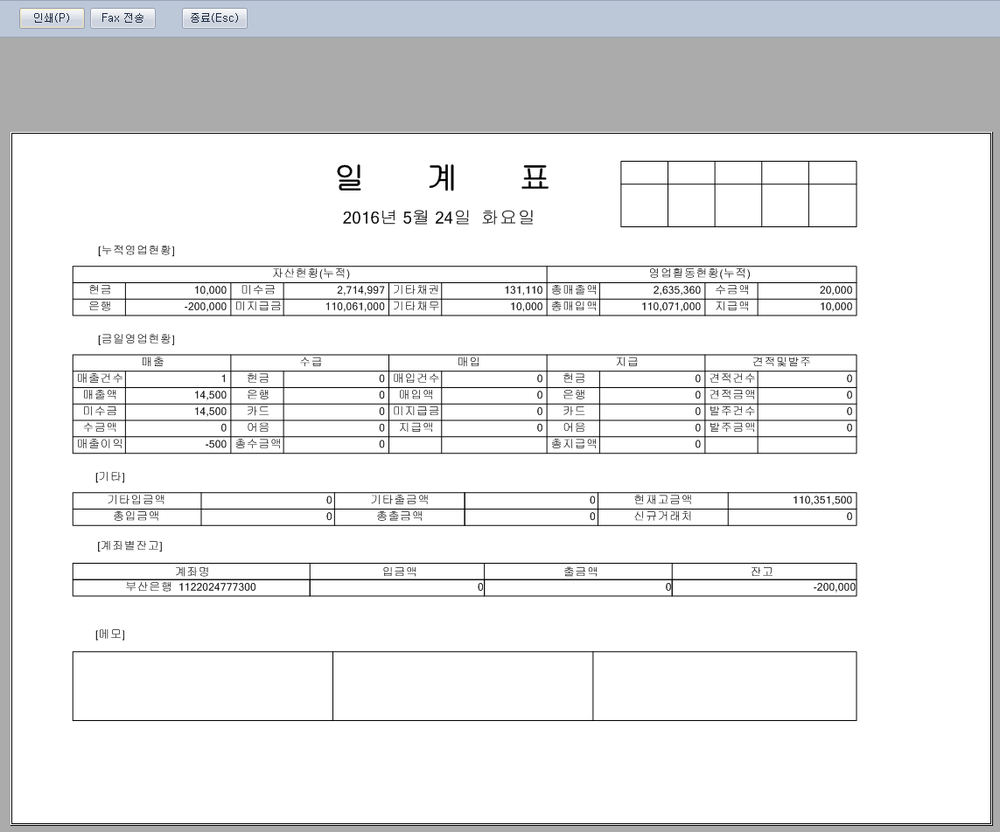 인쇄(P) Fax 전송 종료(Esc)
일 계 표
2016년 5월 24일 화요일
[누적영업현황]
자산현황(누적) 영업활동현황(누적)
현금 10,000 미수금 2,714,997 기타채권 131,110 총매출액 2,635,360 수금액 20,000
은행 -200,000 미지급금 110,061,000 기타채무 10,000 총매입액 110,071,000 지급액 10,000
[금일영업현황]
매출 수급 매입 지급 견적및발주
매출건수 1 현금 0 매입건수 0 현금 0 견적건수 0
매출액 14,500 은행 0 매입액 0 은행 0 견적금액 0
미수금 14,500 카드 0 미지급금 0 카드 0 발주건수 0
수금액 0 어음 0 지급액 0 어음 0 발주금액 0
매출이익 -500 총수금액 0 총지급액 0
[기타]
기타입금액 0 기타출금액 0 현재고금액 110,351,500
총입금액 0 총출금액 0 신규거래처 0
[계좌별잔고]
계좌명 입금액 출금액 잔고
부산은행 1122024777300 0 0 -200,000
[메모]